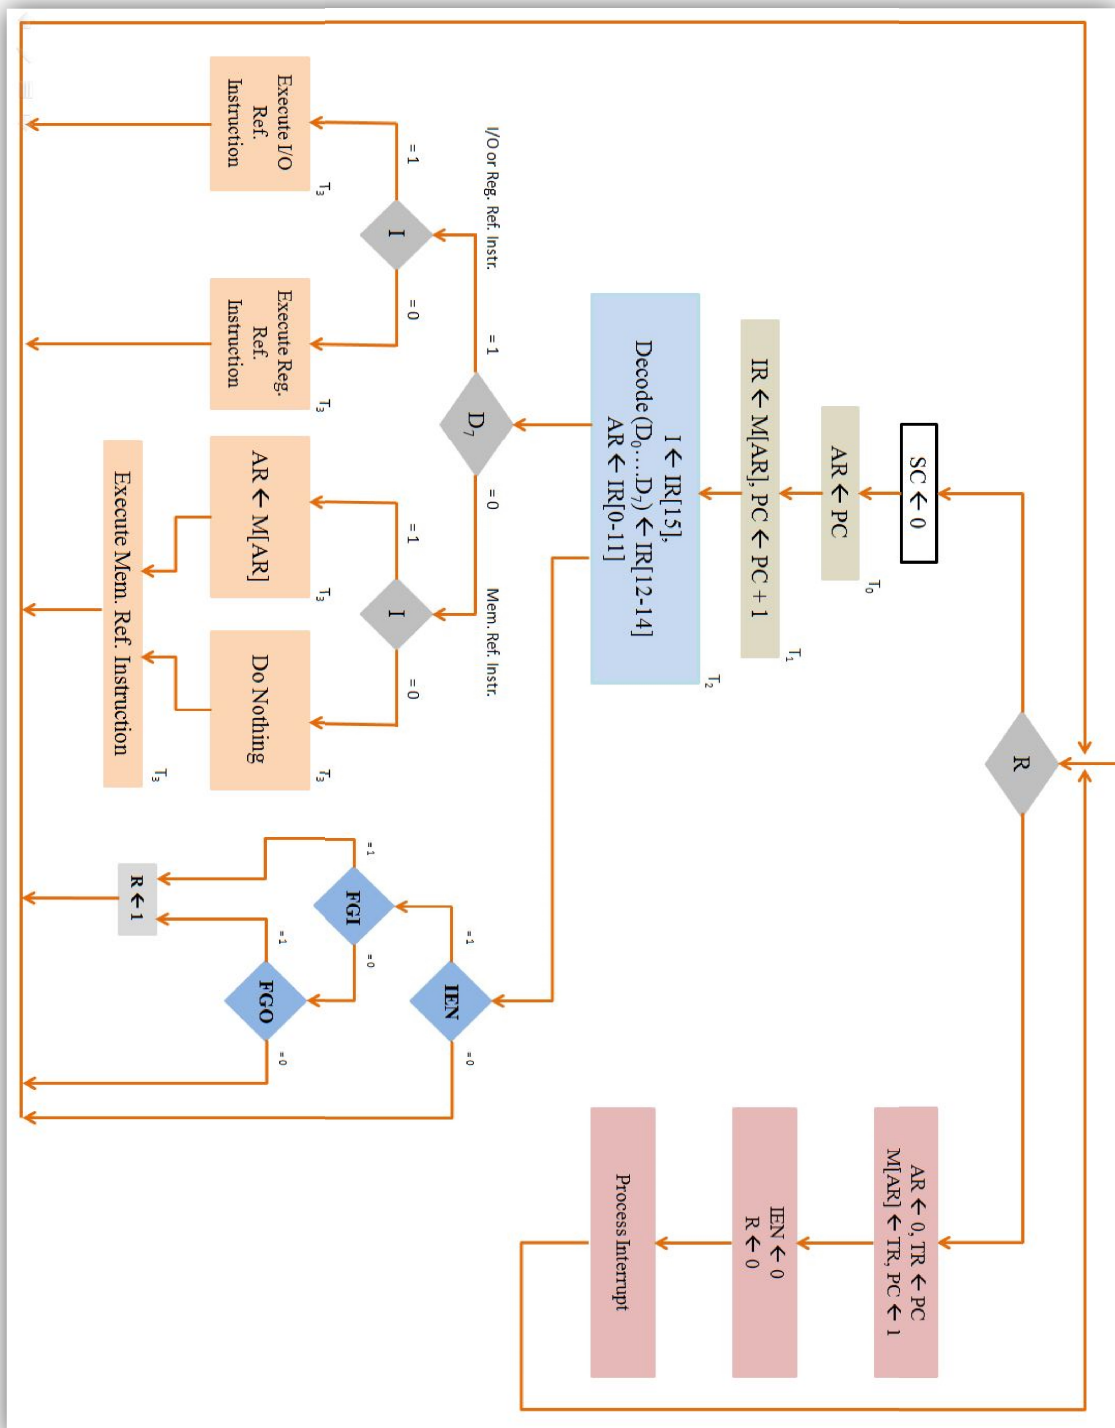 R
SC ← 0
AR ← PC
T₀
IR ← M[AR], PC ← PC + 1
T₁
I ← IR[15],
Decode (D₀….D₇) ← IR[12-14]
AR ← IR[0-11]
T₂
D₇
= 1
= 0
I/O or Reg. Ref. Instr.
Mem. Ref. Instr.
I
= 1
= 0
I
= 1
= 0
Execute I/O
Ref.
Instruction
T₃
Execute Reg.
Ref.
Instruction
T₃
AR ← M[AR]
T₃
Do Nothing
T₃
Execute Mem. Ref. Instruction
T₃
IEN
= 1
= 0
FGI
= 1
= 0
FGO
= 1
= 0
R ← 1
AR ← 0, TR ← PC
M[AR] ← TR, PC ← 1
IEN ← 0
R ← 0
Process Interrupt